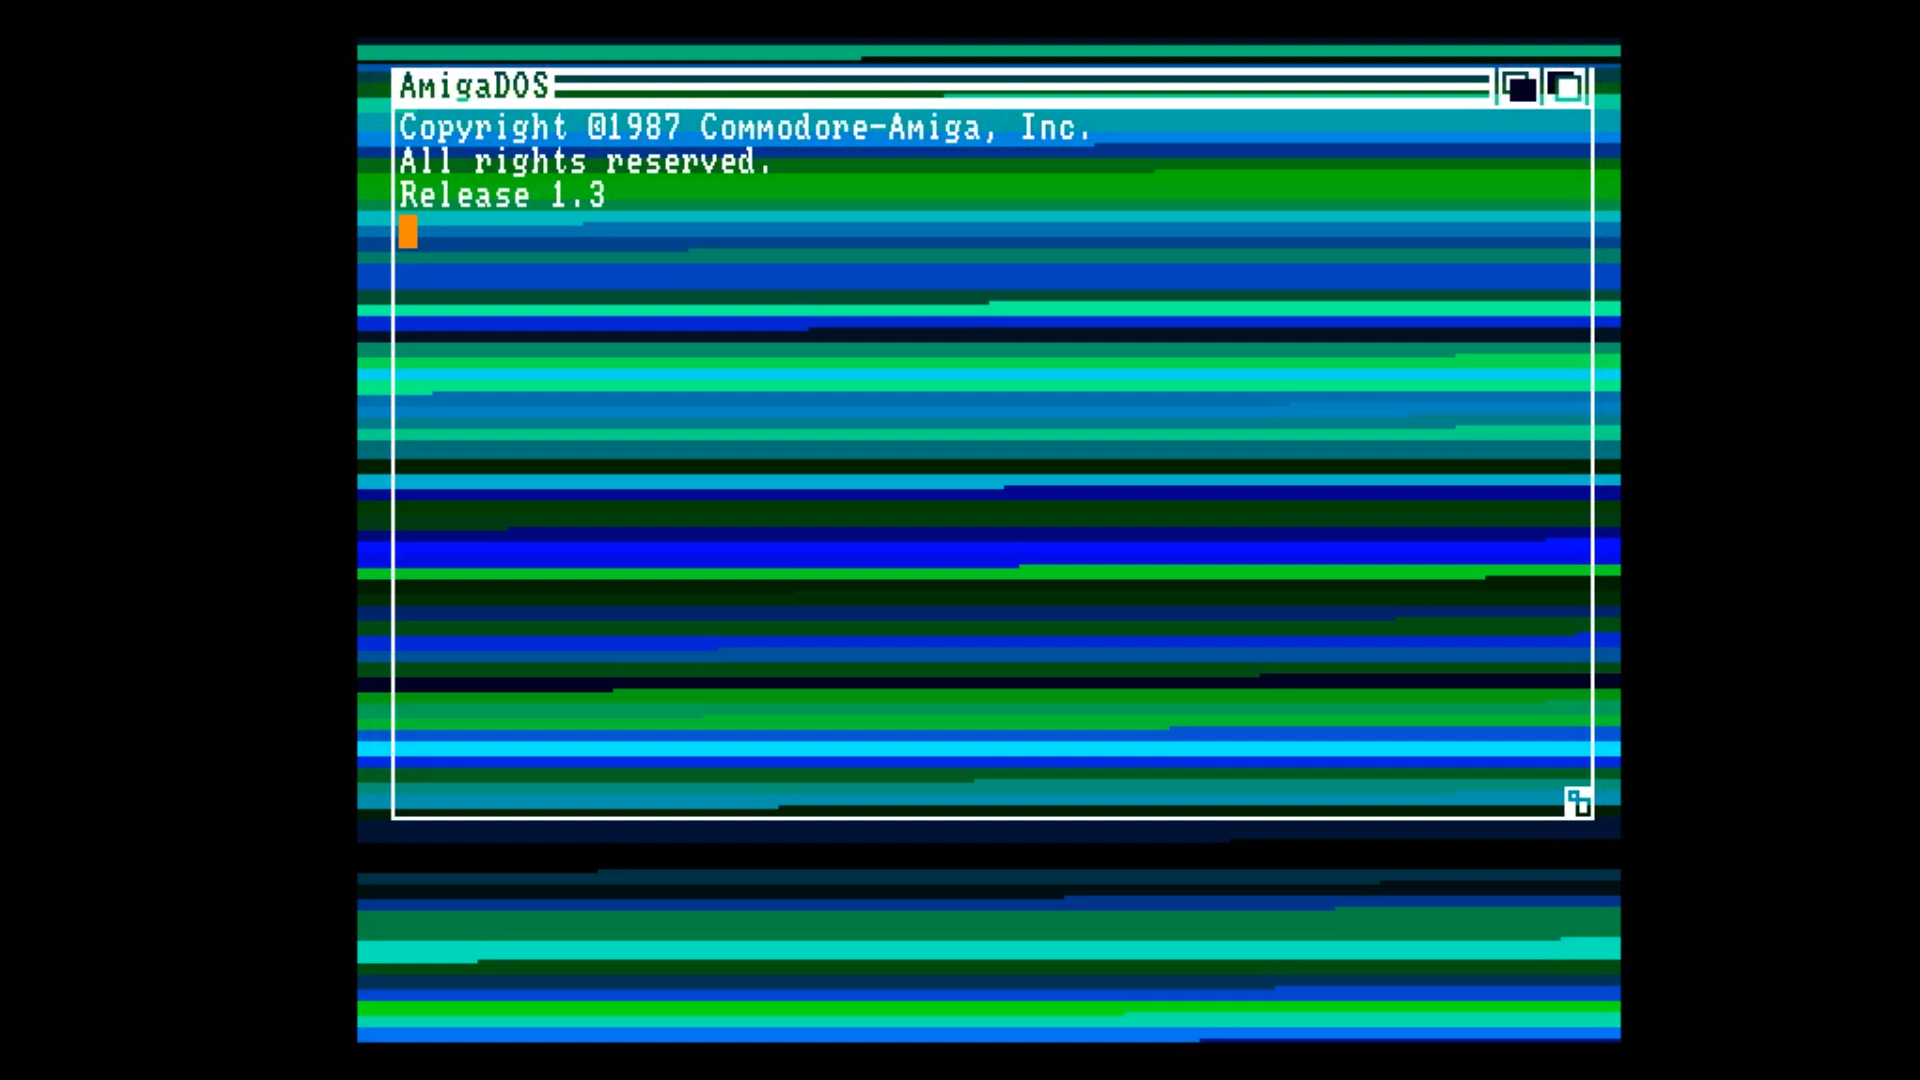 AmigaDOS
Copyright ©1987 Commodore-Amiga, Inc.
All rights reserved.
Release 1.3